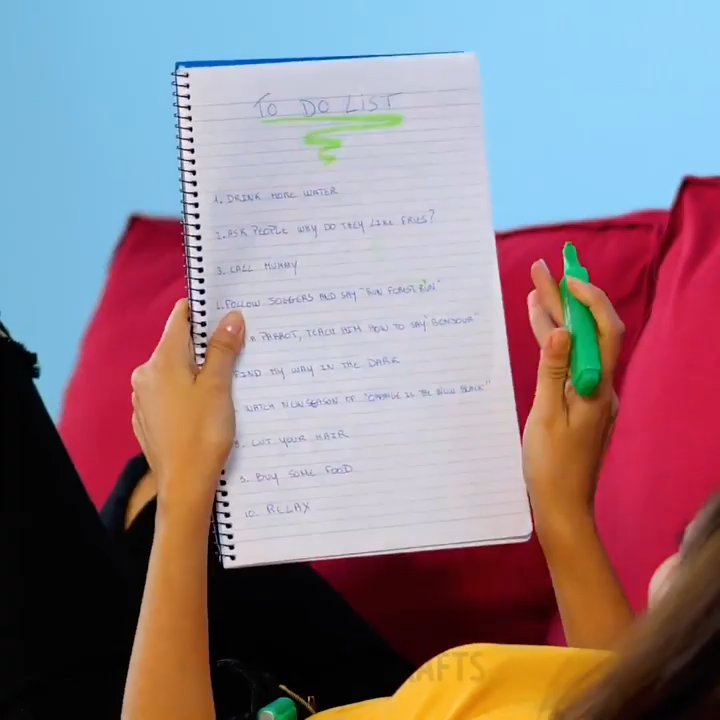 TO DO LIST
1. DRINK MORE WATER
2. ASK PEOPLE WHY DO THEY LIKE FRIES?
3. CALL MUMMY
4. FOLLOW JOGGERS AND SAY "RUN FOREST RUN"
A PARROT, TEACH HIM HOW TO SAY "BONJOUR"
FIND MY WAY IN THE DARK
WATCH NEW SEASON OF "ORANGE IS THE NEW BLACK"
8. CUT YOUR HAIR
9. BUY SOME FOOD
10. RELAX